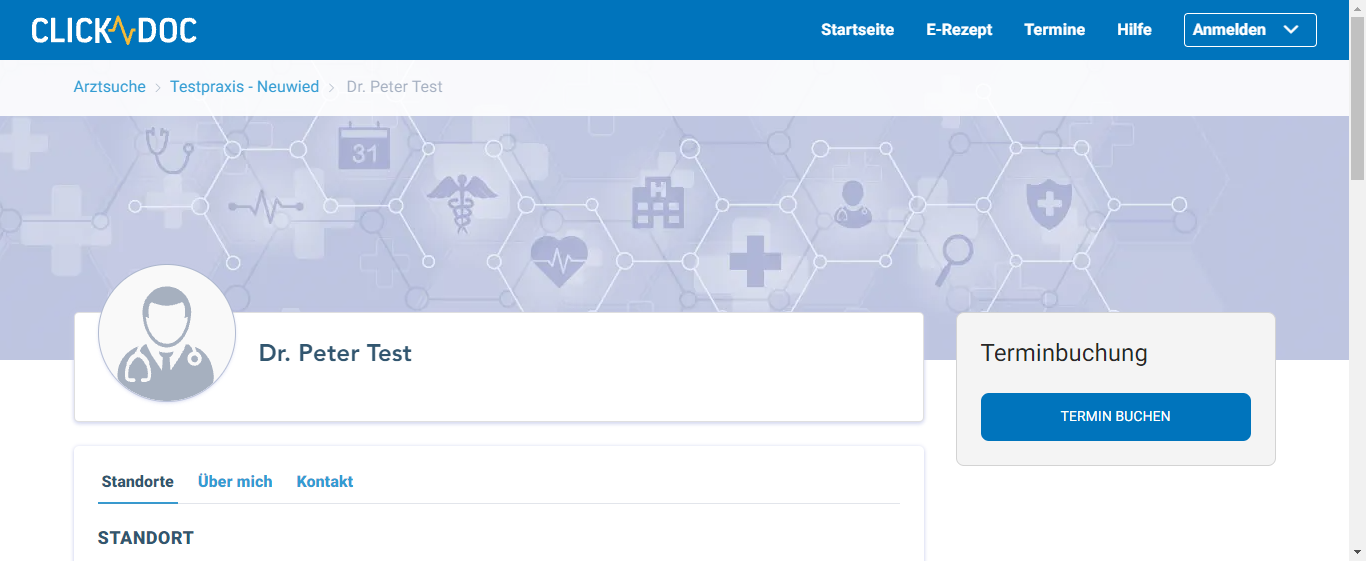 CLICKDOC
Startseite E-Rezept Termine Hilfe Anmelden
Arztsuche Testpraxis - Neuwied Dr. Peter Test
31
H
Dr. Peter Test
Terminbuchung
TERMIN BUCHEN
Standorte Über mich Kontakt
STANDORT